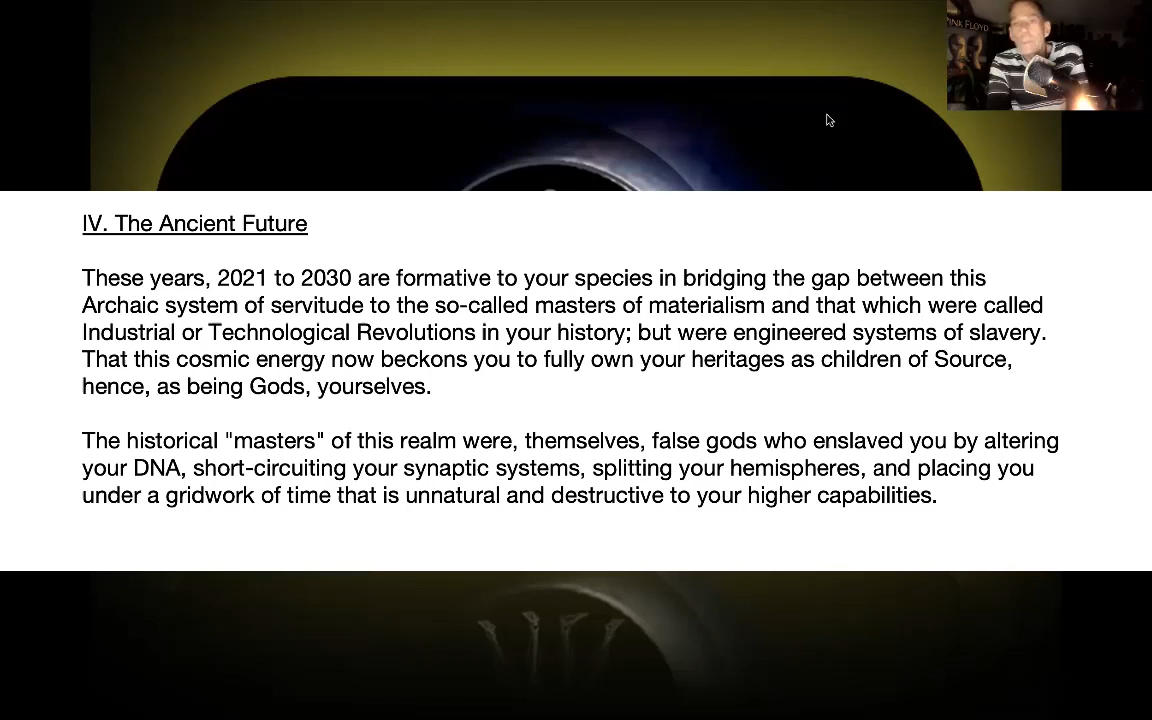 PINK FLOYD
IV. The Ancient Future
These years, 2021 to 2030 are formative to your species in bridging the gap between this
Archaic system of servitude to the so-called masters of materialism and that which were called
Industrial or Technological Revolutions in your history; but were engineered systems of slavery.
That this cosmic energy now beckons you to fully own your heritages as children of Source,
hence, as being Gods, yourselves.
The historical "masters" of this realm were, themselves, false gods who enslaved you by altering
your DNA, short-circuiting your synaptic systems, splitting your hemispheres, and placing you
under a gridwork of time that is unnatural and destructive to your higher capabilities.